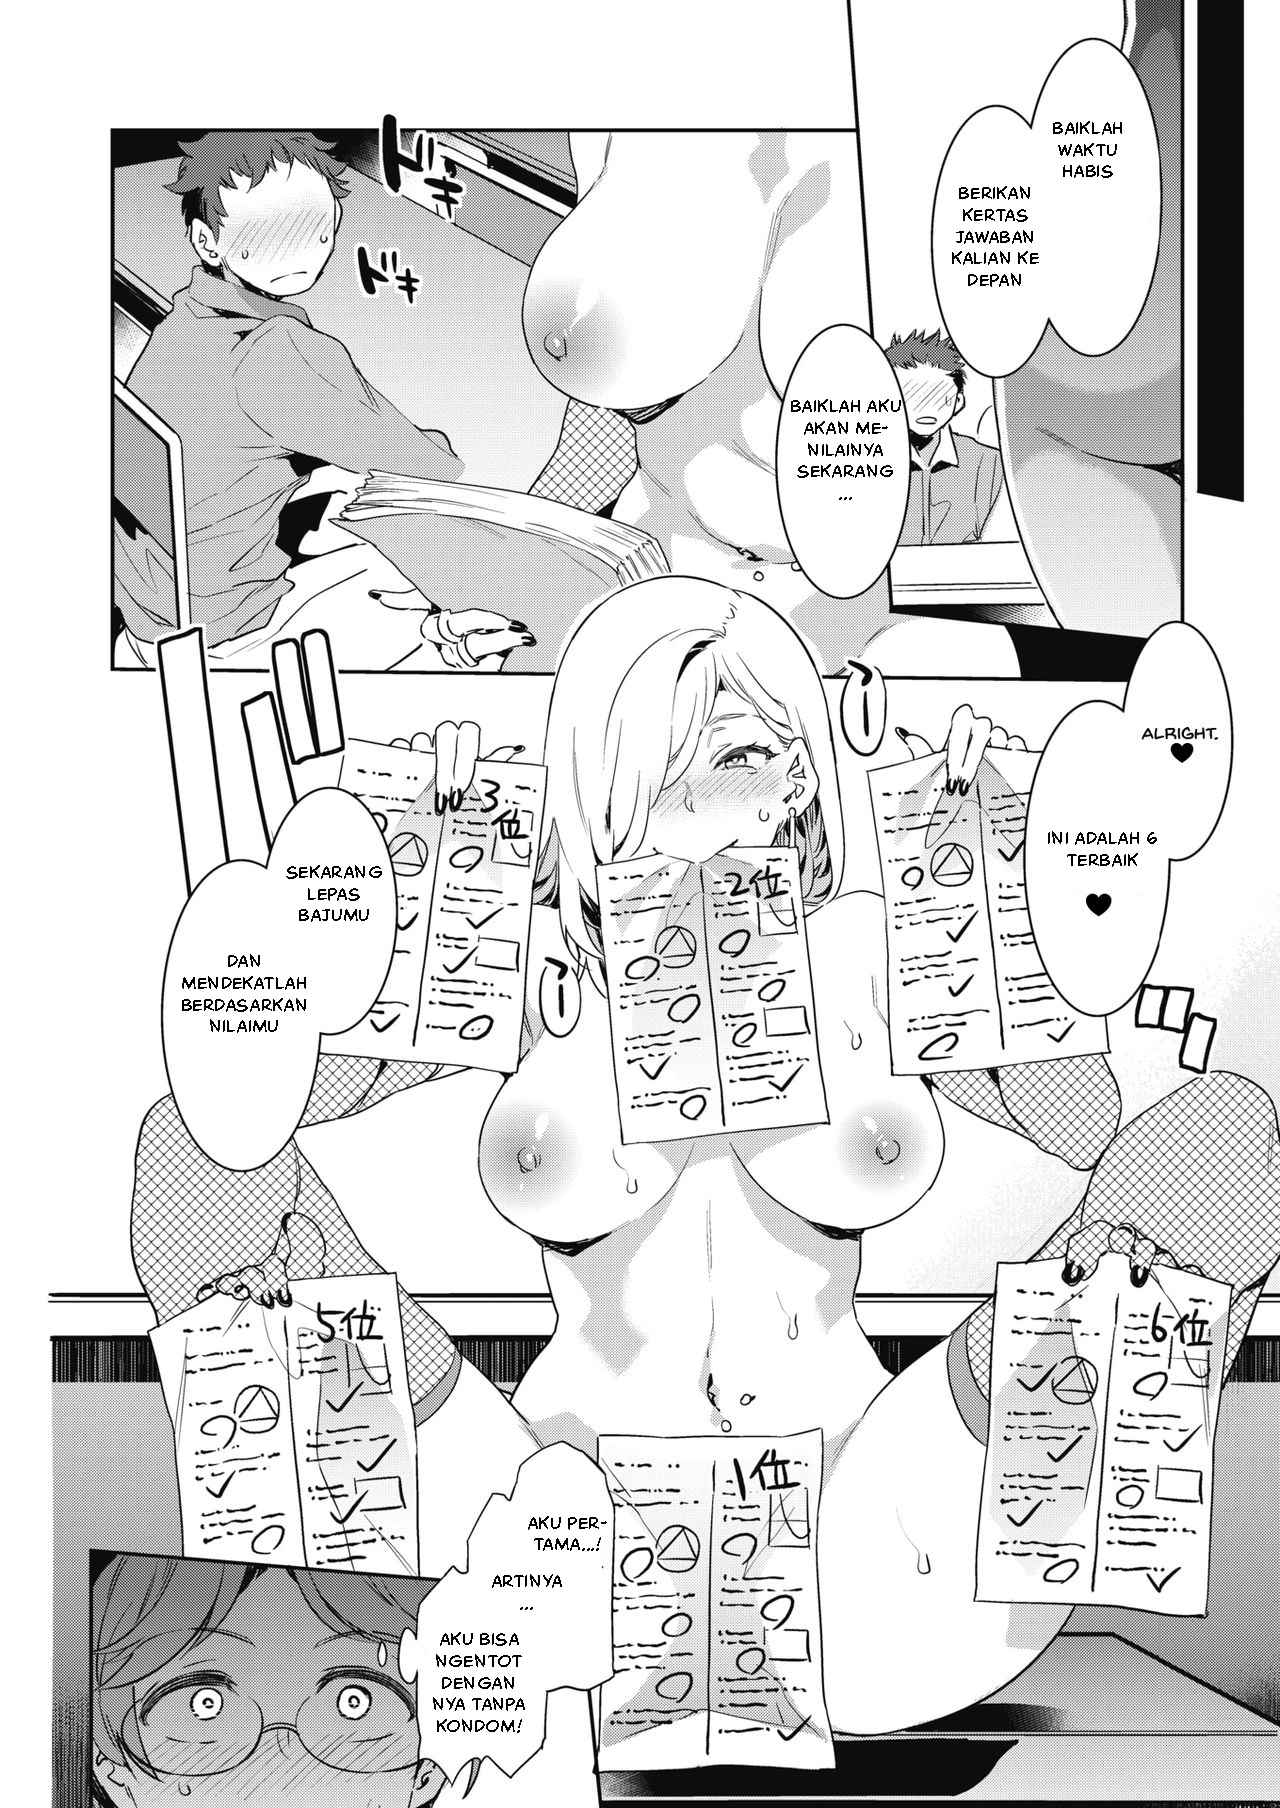 BAIKLAH
WAKTU
HABIS
BERIKAN
KERTAS
JAWABAN
KALIAN KE
DEPAN
BAIKLAH AKU
AKAN ME-
NILAINYA
SEKARANG
...
ドキ
ドキ
ALRIGHT.
♥
INI ADALAH 6
TERBAIK
♥
SEKARANG
LEPAS
BAJUMU
DAN
MENDEKATLAH
BERDASARKAN
NILAIMU
3位
2位
5位
6位
1位
AKU PER-
TAMA...!
ARTINYA
...
AKU BISA
NGENTOT
DENGAN
NYA TANPA
KONDOM!